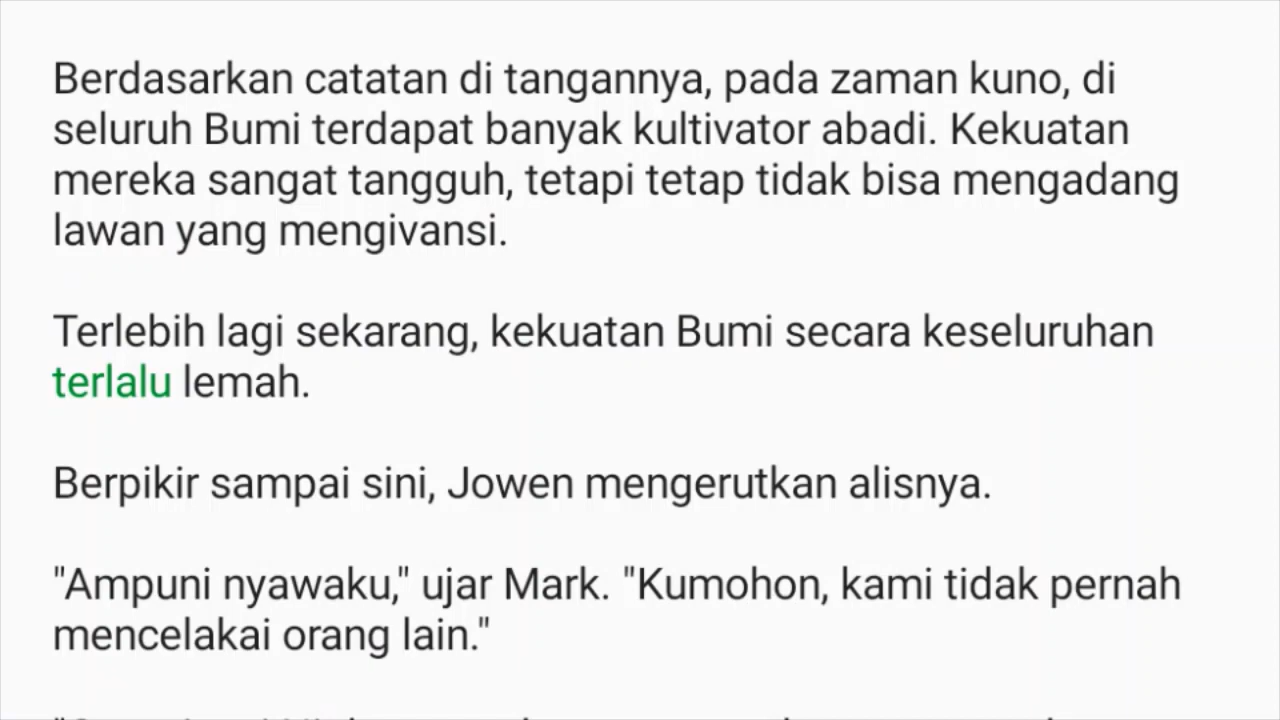 Berdasarkan catatan di tangannya, pada zaman kuno, di
seluruh Bumi terdapat banyak kultivator abadi. Kekuatan
mereka sangat tangguh, tetapi tetap tidak bisa mengadang
lawan yang mengivansi.
Terlebih lagi sekarang, kekuatan Bumi secara keseluruhan
terlalu lemah.
Berpikir sampai sini, Jowen mengerutkan alisnya.
"Ampuni nyawaku," ujar Mark. "Kumohon, kami tidak pernah
mencelakai orang lain."